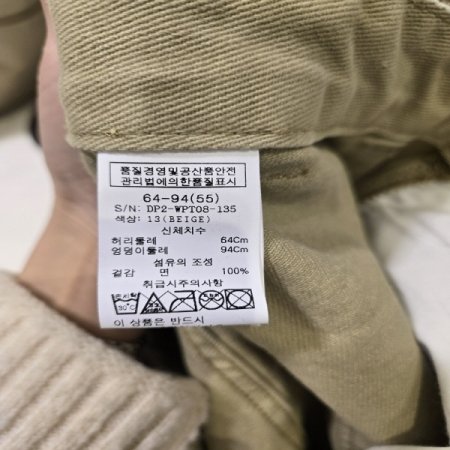 품질경영및공산품안전
관리법에의한품질표시
64-94(55)
S/N: DP2-WPT08-135
색상: 13(BEIGE)
신체치수
허리둘레 64Cm
엉덩이둘레 94Cm
섬유의 조성
겉감 면 100%
취급시주의사항
30℃
이 상품은 반드시